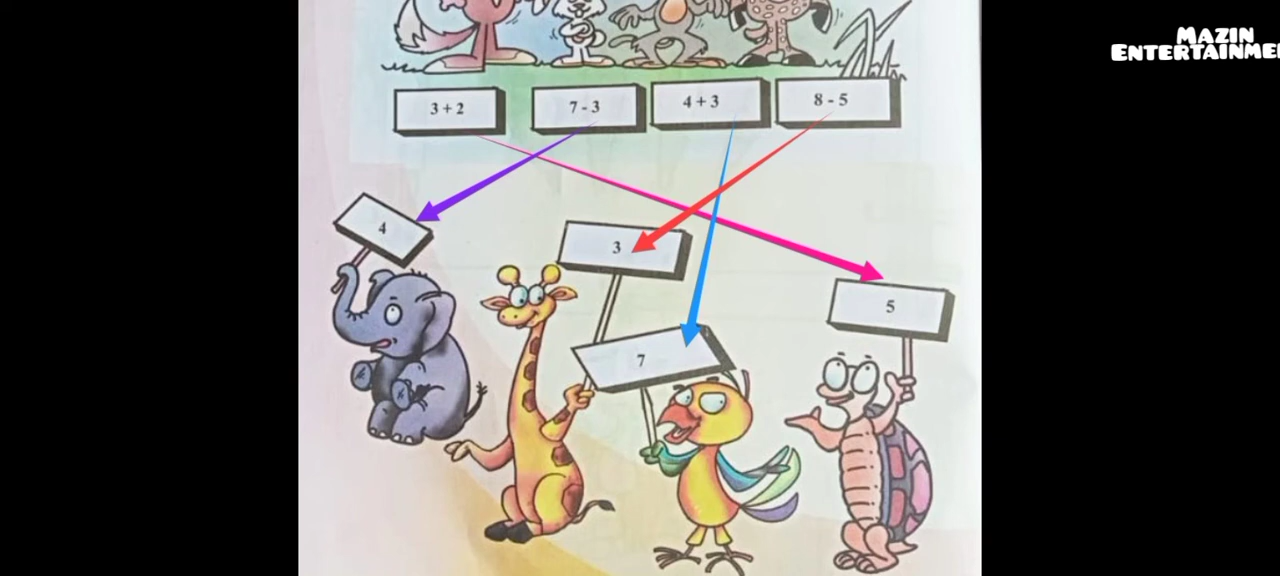 MAZIN
ENTERTAINME
3 + 2
7 - 3
4 + 3
8 - 5
4
3
7
5